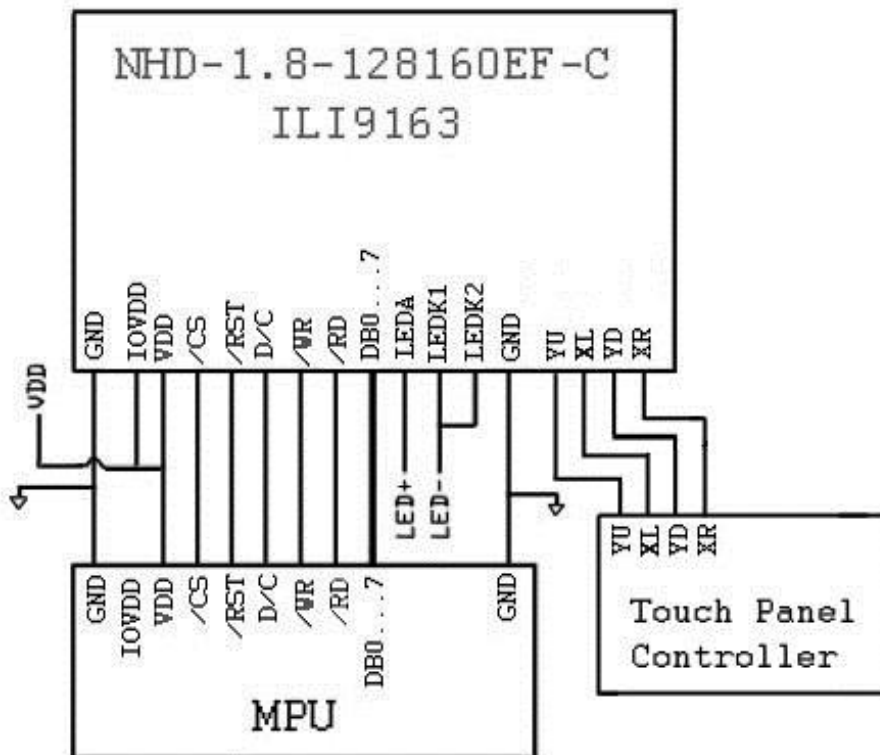 NHD-1.8-128160EF-C
ILI9163
GND
IOVDD
VDD
/CS
/RST
D/C
/WR
/RD
DB0....7
LEDA
LEDK1
LEDK2
GND
YU
XL
YD
XR
VDD
LED+
LED-
GND
IOVDD
VDD
/CS
/RST
D/C
/WR
/RD
DB0...7
GND
MPU
YU
XL
YD
XR
Touch Panel
Controller